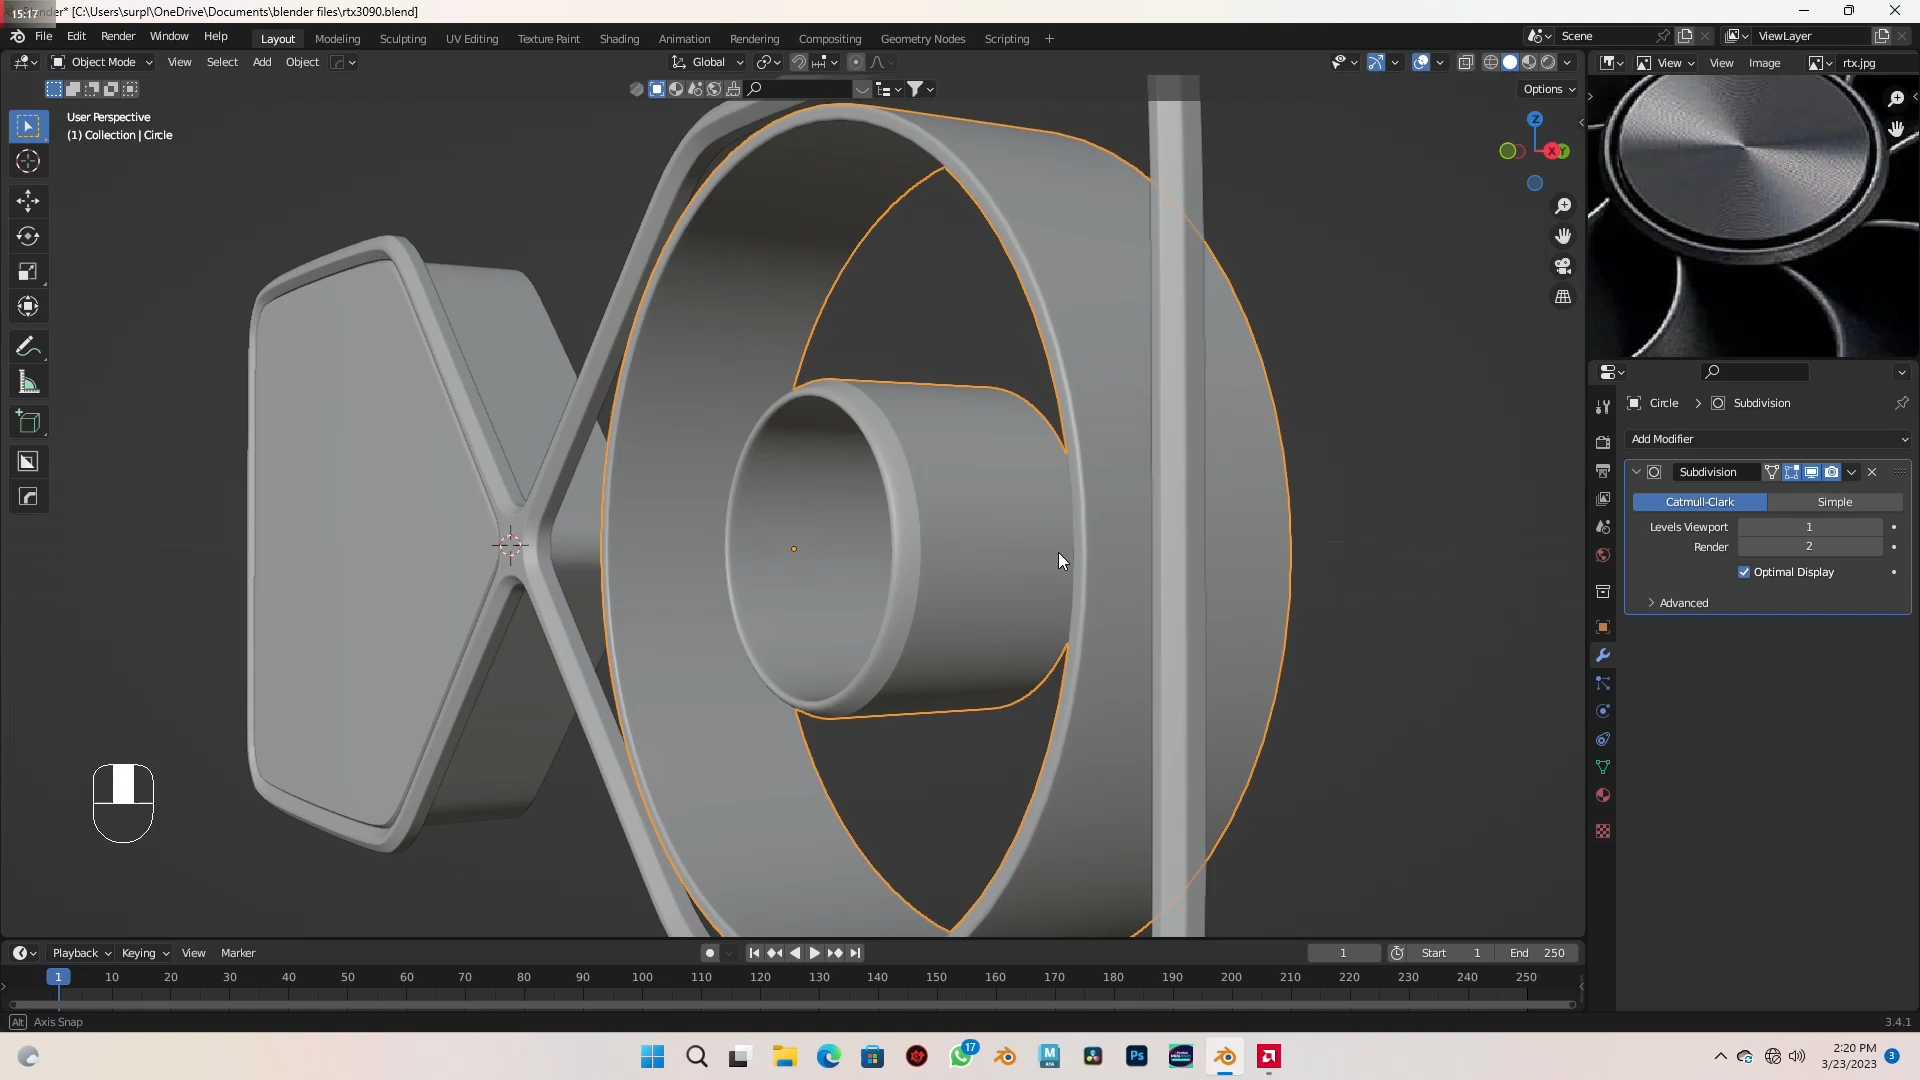 15:17
der* [C:\Users\surpl\OneDrive\Documents\blender files\rtx3090.blend]
File Edit Render Window Help Layout Modeling Sculpting UV Editing Texture Paint Shading Animation Rendering Compositing Geometry Nodes Scripting + Scene ViewLayer
Object Mode View Select Add Object Global View View Image rtx.jpg
Options
User Perspective
(1) Collection | Circle
Z
X Y
Circle > Subdivision
Add Modifier
Subdivision
Catmull-Clark Simple
Levels Viewport 1
Render 2
Optimal Display
> Advanced
Playback Keying View Marker 1 Start 1 End 250
1 10 20 30 40 50 60 70 80 90 100 110 120 130 140 150 160 170 180 190 200 210 220 230 240 250
Alt Axis Snap 3.4.1
17
M
Ps
2:20 PM
3/23/2023
3